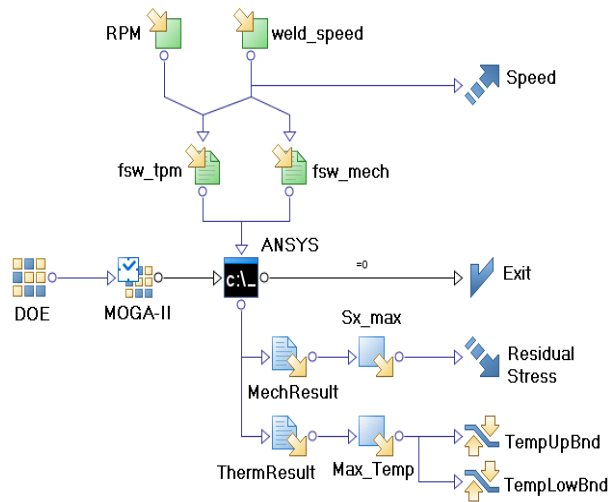 RPM
weld_speed
Speed
fsw_tpm
fsw_mech
ANSYS
c:\_
=0
Exit
DOE
MOGA-II
Sx_max
MechResult
Residual
Stress
ThermResult
Max_Temp
TempUpBnd
TempLowBnd